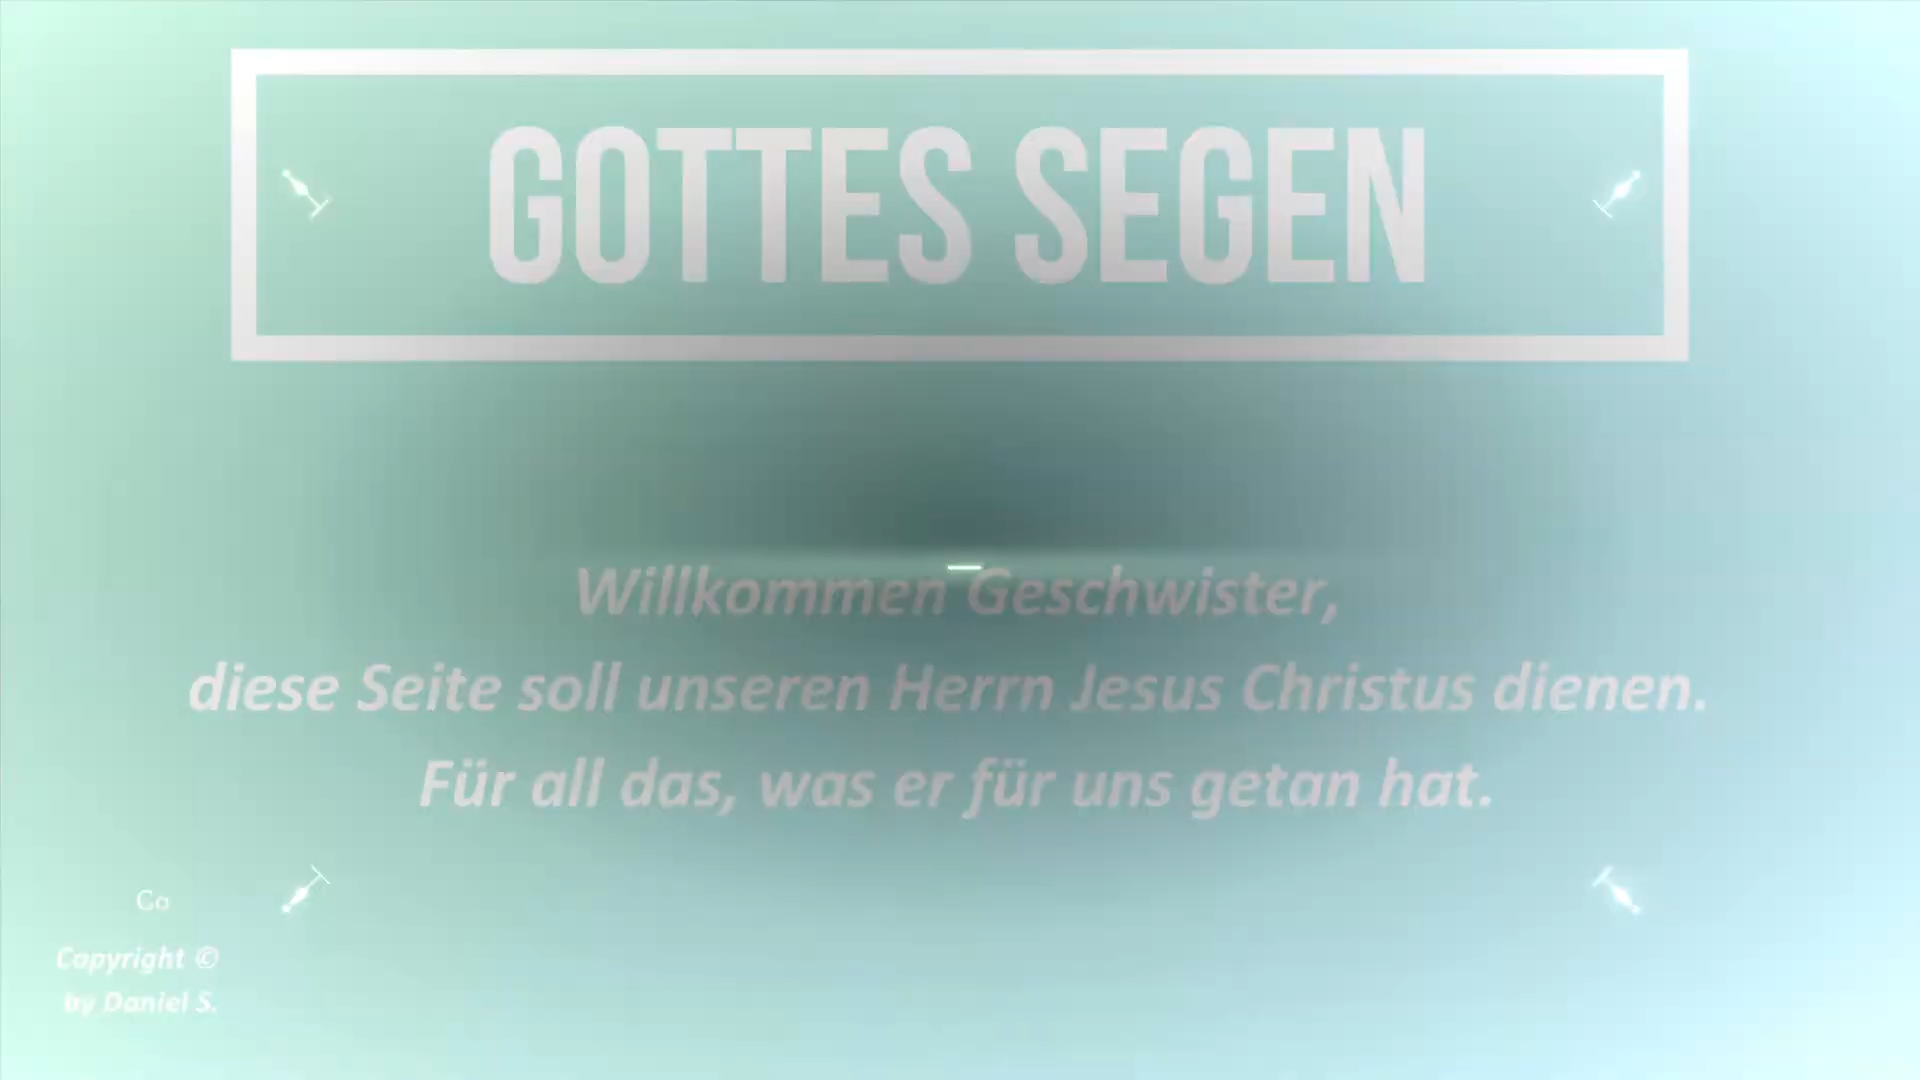 GOTTES SEGEN
Willkommen Geschwister,
diese Seite soll unseren Herrn Jesus Christus dienen.
Für all das, was er für uns getan hat.
Co
Copyright ©
by Daniel S.